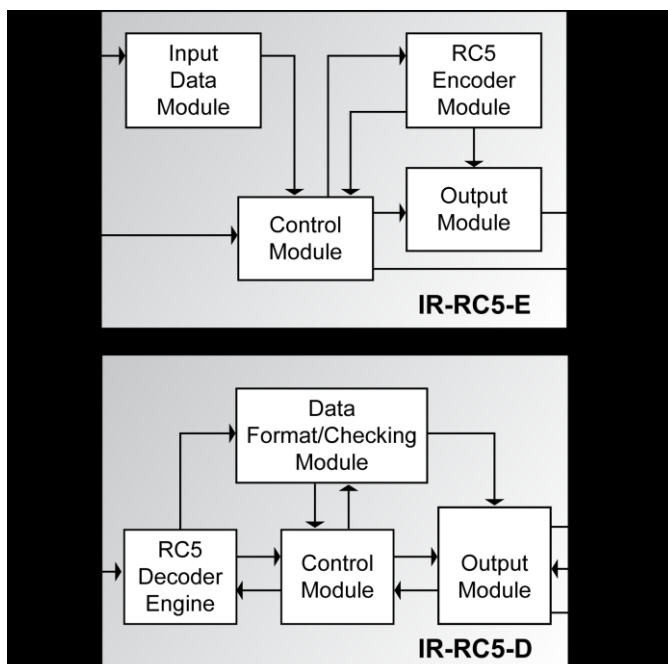 Input
Data
Module
RC5
Encoder
Module
Control
Module
Output
Module
IR-RC5-E
Data
Format/Checking
Module
RC5
Decoder
Engine
Control
Module
Output
Module
IR-RC5-D